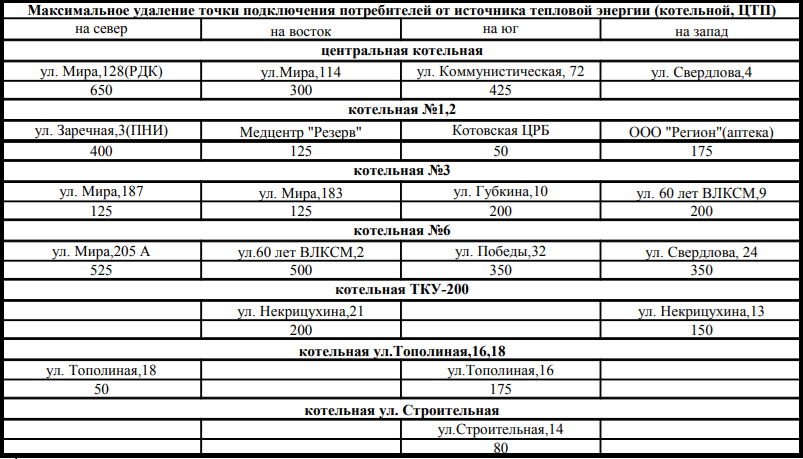 Максимальное удаление точки подключения потребителей от источника тепловой энергии (котельной, ЦТП)
на север на восток на юг на запад
центральная котельная
ул. Мира,128(РДК) ул.Мира,114 ул. Коммунистическая, 72 ул. Свердлова,4
650 300 425
котельная №1,2
ул. Заречная,3(ПНИ) Медцентр "Резерв" Котовская ЦРБ ООО "Регион"(аптека)
400 125 50 175
котельная №3
ул. Мира,187 ул. Мира,183 ул. Губкина,10 ул. 60 лет ВЛКСМ,9
125 125 200 200
котельная №6
ул. Мира,205 А ул.60 лет ВЛКСМ,2 ул. Победы,32 ул. Свердлова, 24
525 500 350 350
котельная ТКУ-200
ул. Некрицухина,21 ул. Некрицухина,13
200 150
котельная ул.Тополиная,16,18
ул. Тополиная,18 ул.Тополиная,16
50 175
котельная ул. Строительная
ул.Строительная,14
80